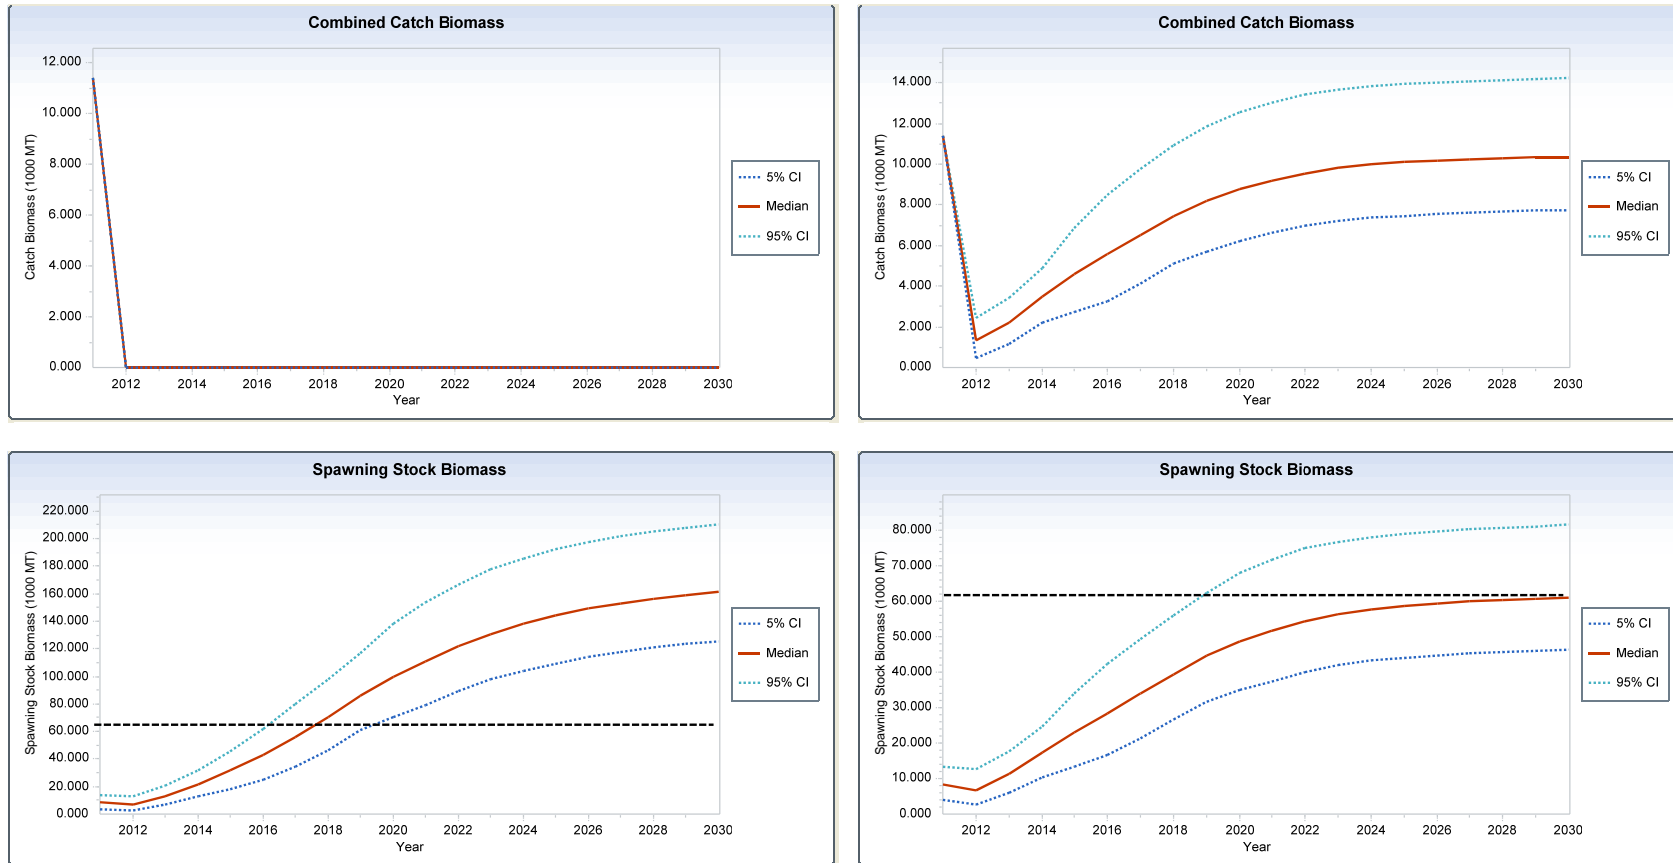 Combined Catch Biomass
12.000
10.000
8.000
6.000
4.000
2.000
0.000
Catch Biomass (1000 MT)
2012 2014 2016 2018 2020 2022 2024 2026 2028 2030
Year
5% CI
Median
95% CI
Combined Catch Biomass
14.000
12.000
10.000
8.000
6.000
4.000
2.000
0.000
Catch Biomass (1000 MT)
2012 2014 2016 2018 2020 2022 2024 2026 2028 2030
Year
5% CI
Median
95% CI
Spawning Stock Biomass
220.000
200.000
180.000
160.000
140.000
120.000
100.000
80.000
60.000
40.000
20.000
0.000
Spawning Stock Biomass (1000 MT)
2012 2014 2016 2018 2020 2022 2024 2026 2028 2030
Year
5% CI
Median
95% CI
Spawning Stock Biomass
80.000
70.000
60.000
50.000
40.000
30.000
20.000
10.000
0.000
Spawning Stock Biomass (1000 MT)
2012 2014 2016 2018 2020 2022 2024 2026 2028 2030
Year
5% CI
Median
95% CI